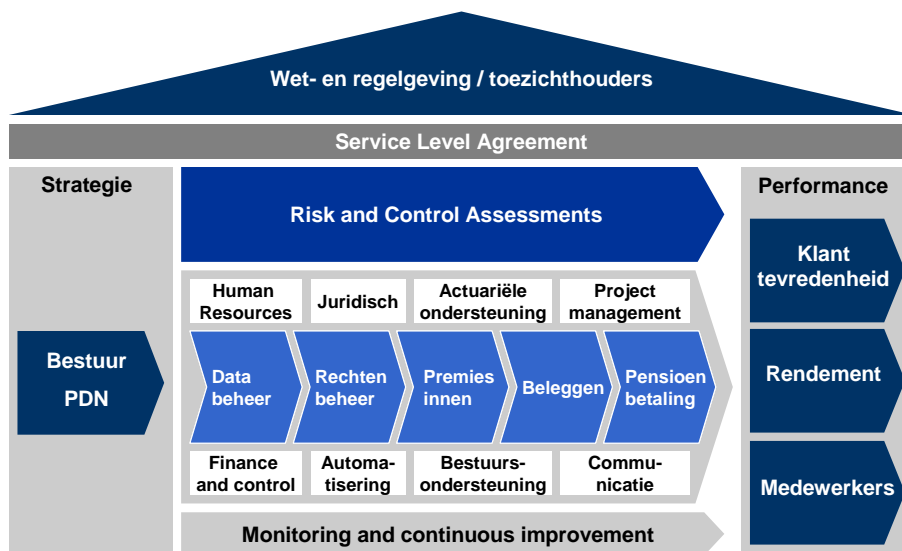 Wet- en regelgeving / toezichthouders
Service Level Agreement
Strategie
Bestuur
PDN
Risk and Control Assessments
Human
Resources
Juridisch
Actuariële
ondersteuning
Project
management
Data
beheer
Rechten
beheer
Premies
innen
Beleggen
Pensioen
betaling
Finance
and control
Automa-
tisering
Bestuurs-
ondersteuning
Commu-
nicatie
Monitoring and continuous improvement
Performance
Klant
tevredenheid
Rendement
Medewerkers